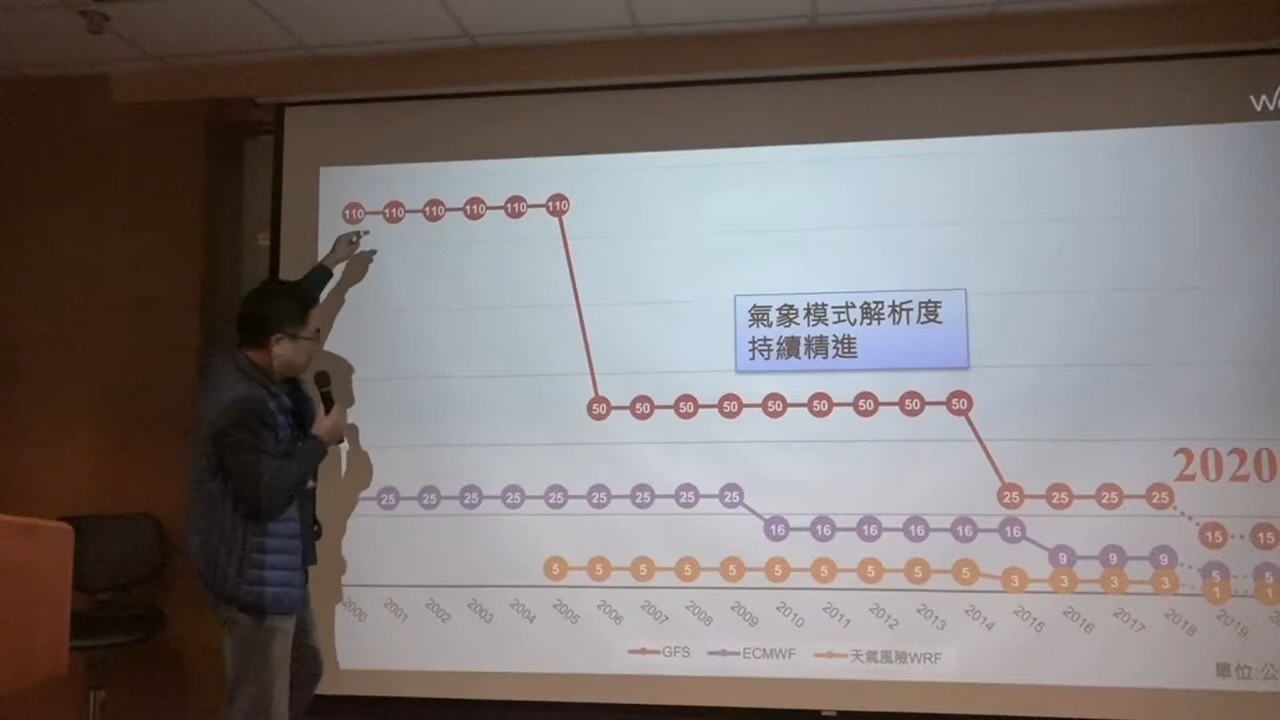 110 110 110 110 110 110
氣象模式解析度
持續精進
50 50 50 50 50 50 50 50 50
2020
25 25 25 25
15 15
25 25 25 25 25 25 25 25 25
16 16 16 16 16 16
9 9 9
5 5
5 5 5 5 5 5 5 5 5 5
3 3 3 3
1 1
2000 2001 2002 2003 2004 2005 2006 2007 2008 2009 2010 2011 2012 2013 2014 2015 2016 2017 2018 2019
GFS ECMWF 天氣風險WRF
單位:公